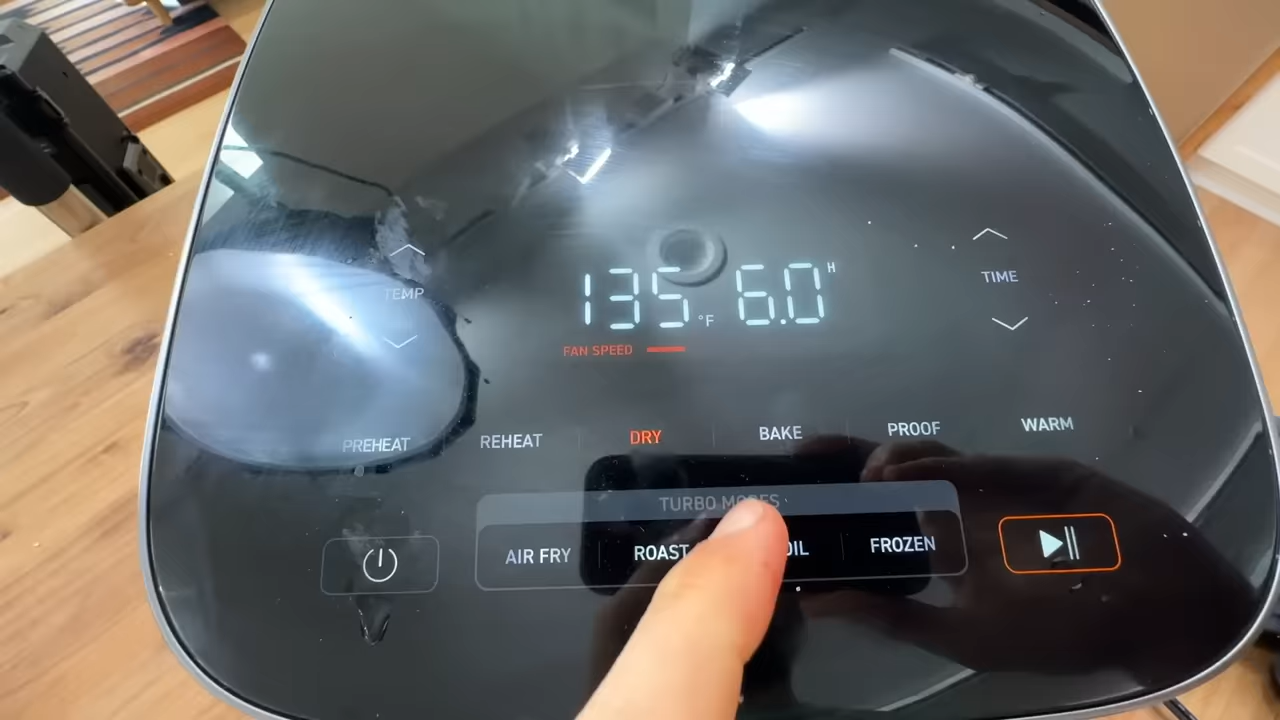 TEMP
135 °F 6.0 H
TIME
FAN SPEED
PREHEAT REHEAT DRY BAKE PROOF WARM
TURBO MODES
AIR FRY ROAST FROZEN